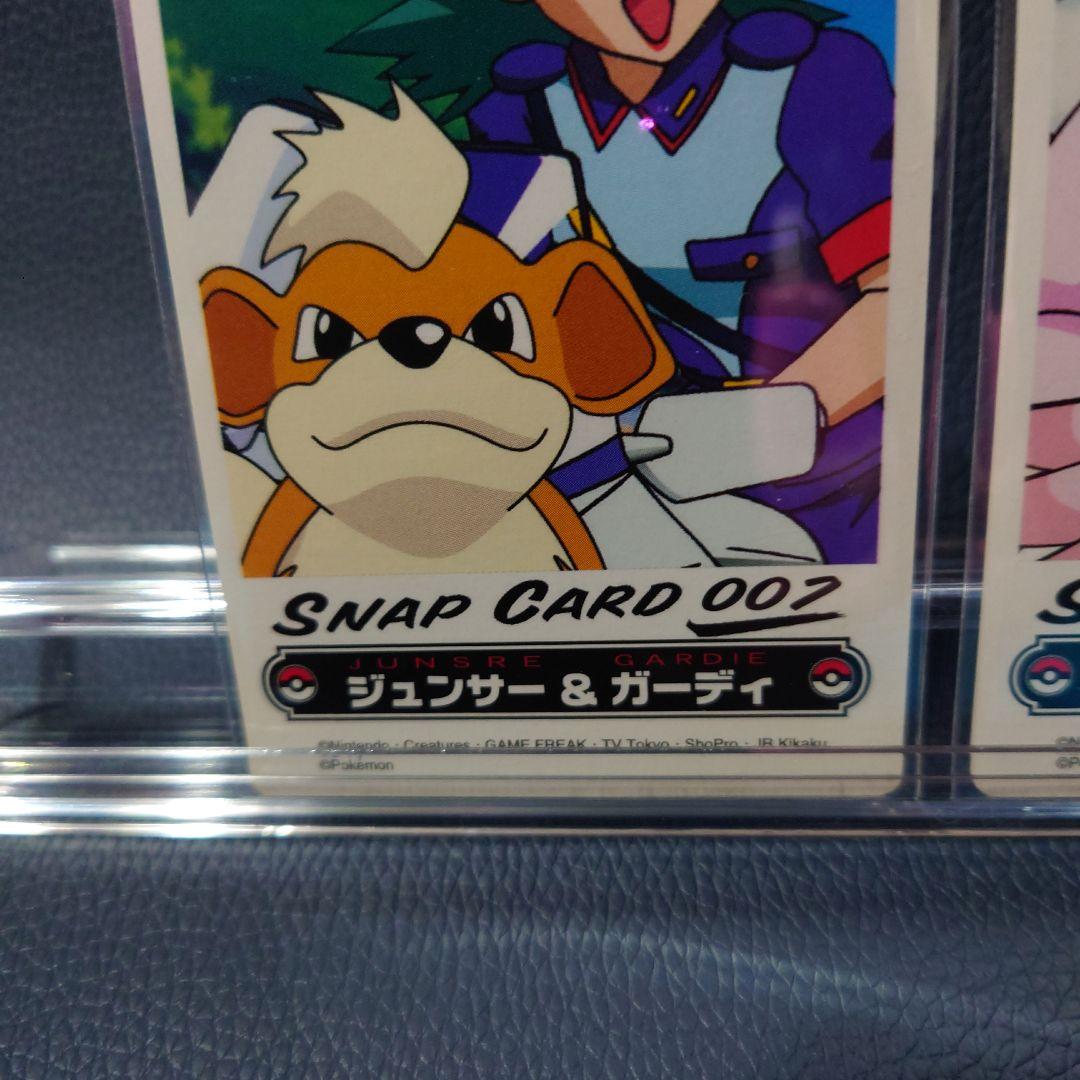 SNAP CARD 007
JUNSRE GARDIE
ジュンサー & ガーディ
©Nintendo・Creatures・GAME FREAK・TV Tokyo・ShoPro・JR Kikaku
©Pokémon
S
©N
©P